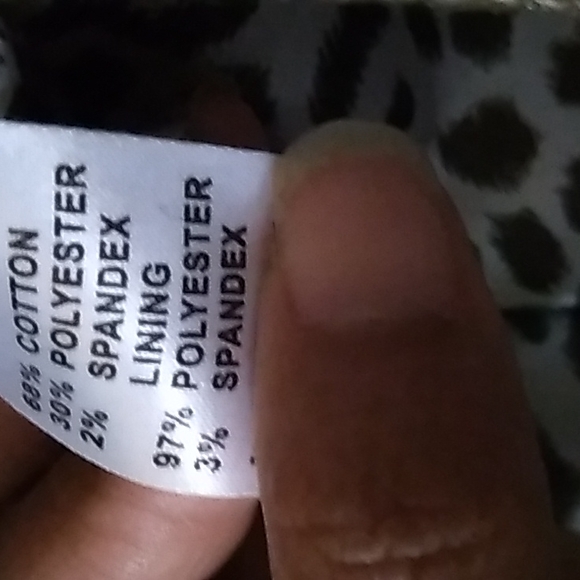 68% COTTON
30% POLYESTER
2% SPANDEX
LINING
97% POLYESTER
3% SPANDEX